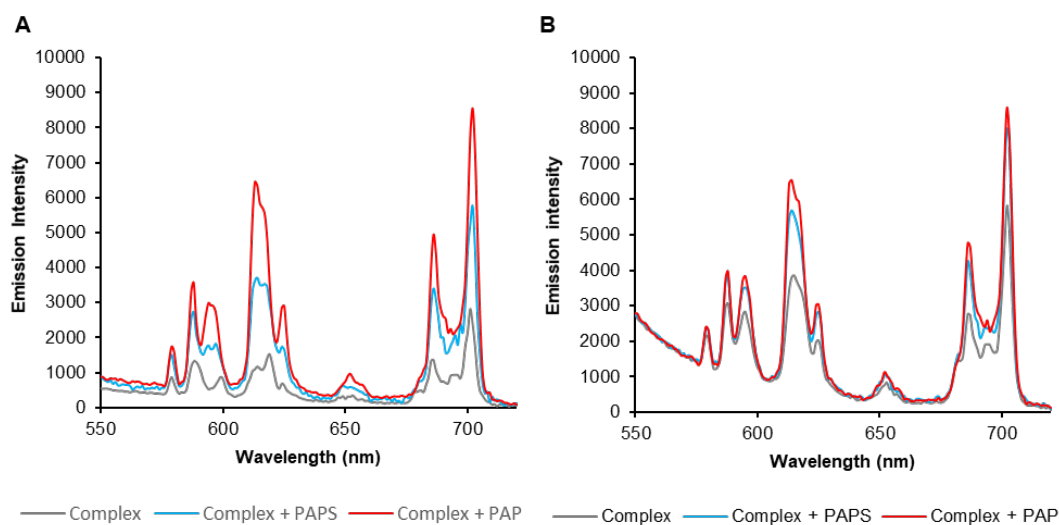 A
10000
9000
8000
7000
6000
5000
4000
3000
2000
1000
0
Emission Intensity
550 600 650 700
Wavelength (nm)
Complex Complex + PAPS Complex + PAP
B
10000
9000
8000
7000
6000
5000
4000
3000
2000
1000
0
Emission intensity
550 600 650 700
Wavelength (nm)
Complex Complex + PAPS Complex + PAP